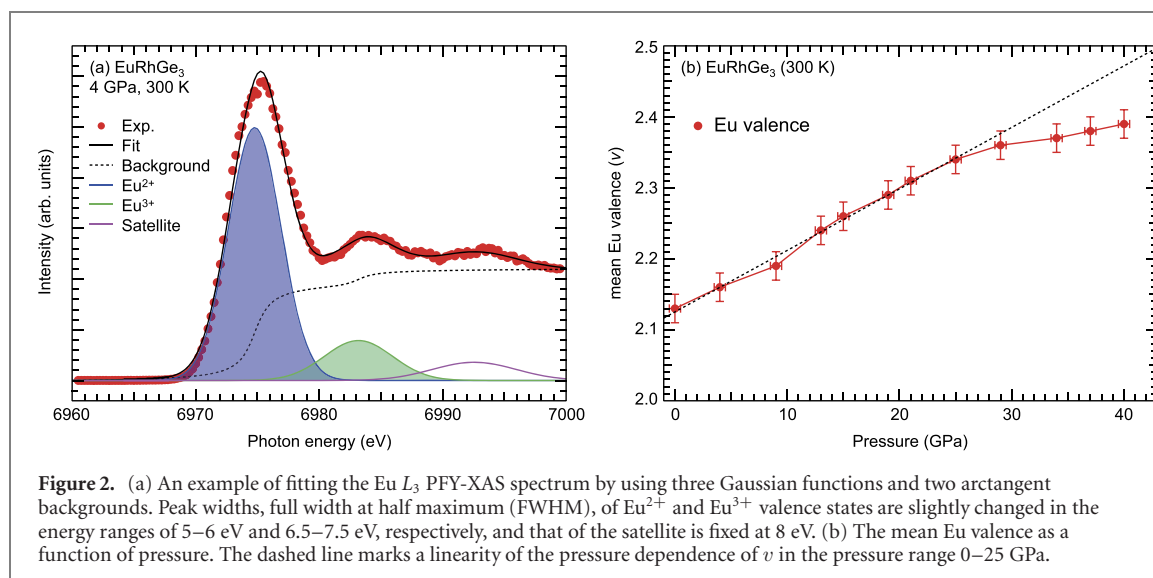 (a) EuRhGe₃
4 GPa, 300 K
Exp.
Fit
Background
Eu²⁺
Eu³⁺
Satellite
Intensity (arb. units)
6960
6970
6980
6990
7000
Photon energy (eV)
(b) EuRhGe₃ (300 K)
Eu valence
mean Eu valence (v)
2.5
2.4
2.3
2.2
2.1
2.0
0
10
20
30
40
Pressure (GPa)
Figure 2. (a) An example of fitting the Eu L₃ PFY-XAS spectrum by using three Gaussian functions and two arctangent
backgrounds. Peak widths, full width at half maximum (FWHM), of Eu²⁺ and Eu³⁺ valence states are slightly changed in the
energy ranges of 5–6 eV and 6.5–7.5 eV, respectively, and that of the satellite is fixed at 8 eV. (b) The mean Eu valence as a
function of pressure. The dashed line marks a linearity of the pressure dependence of v in the pressure range 0–25 GPa.